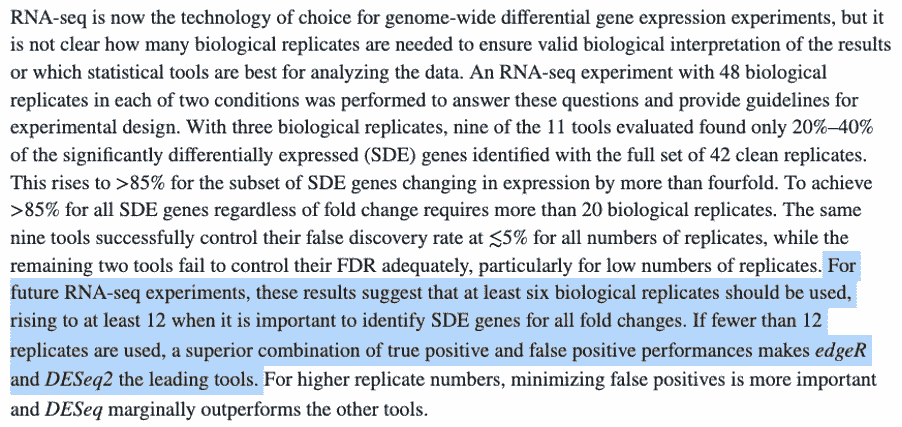 RNA-seq is now the technology of choice for genome-wide differential gene expression experiments, but it
is not clear how many biological replicates are needed to ensure valid biological interpretation of the results
or which statistical tools are best for analyzing the data. An RNA-seq experiment with 48 biological
replicates in each of two conditions was performed to answer these questions and provide guidelines for
experimental design. With three biological replicates, nine of the 11 tools evaluated found only 20%–40%
of the significantly differentially expressed (SDE) genes identified with the full set of 42 clean replicates.
This rises to >85% for the subset of SDE genes changing in expression by more than fourfold. To achieve
>85% for all SDE genes regardless of fold change requires more than 20 biological replicates. The same
nine tools successfully control their false discovery rate at ≲5% for all numbers of replicates, while the
remaining two tools fail to control their FDR adequately, particularly for low numbers of replicates. For
future RNA-seq experiments, these results suggest that at least six biological replicates should be used,
rising to at least 12 when it is important to identify SDE genes for all fold changes. If fewer than 12
replicates are used, a superior combination of true positive and false positive performances makes edgeR
and DESeq2 the leading tools. For higher replicate numbers, minimizing false positives is more important
and DESeq marginally outperforms the other tools.